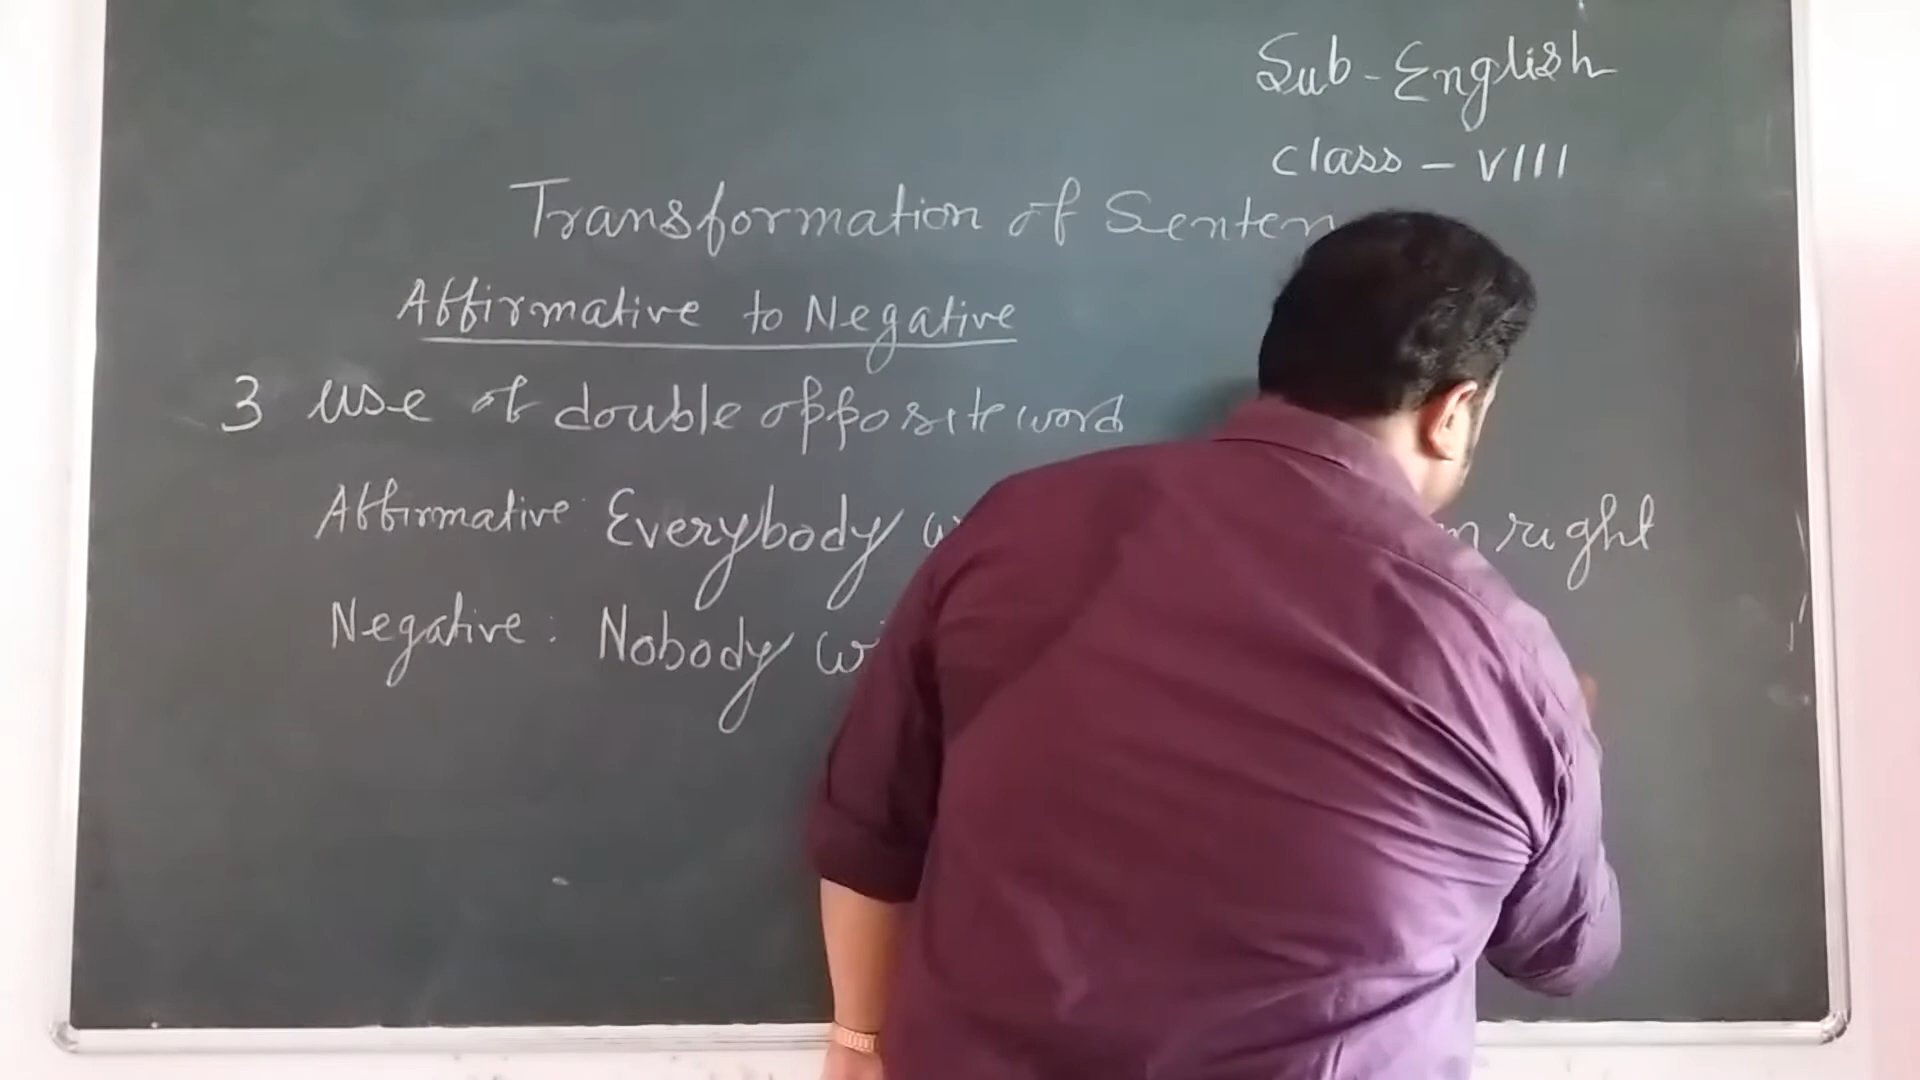 Sub - English
Class - VIII
Transformation of Senten
Affirmative to Negative
3 use of double opposite word
Affirmative : Everybody right
Negative : Nobody